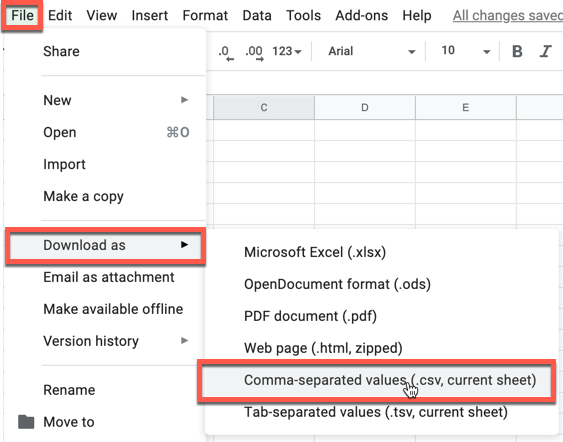 File Edit View Insert Format Data Tools Add-ons Help All changes saved
Share .0 .00 123 Arial 10 B I
C D E
New
Open ⌘O
Import
Make a copy
Download as
Microsoft Excel (.xlsx)
Email as attachment
OpenDocument format (.ods)
Make available offline
PDF document (.pdf)
Version history
Web page (.html, zipped)
Comma-separated values (.csv, current sheet)
Rename
Tab-separated values (.tsv, current sheet)
Move to